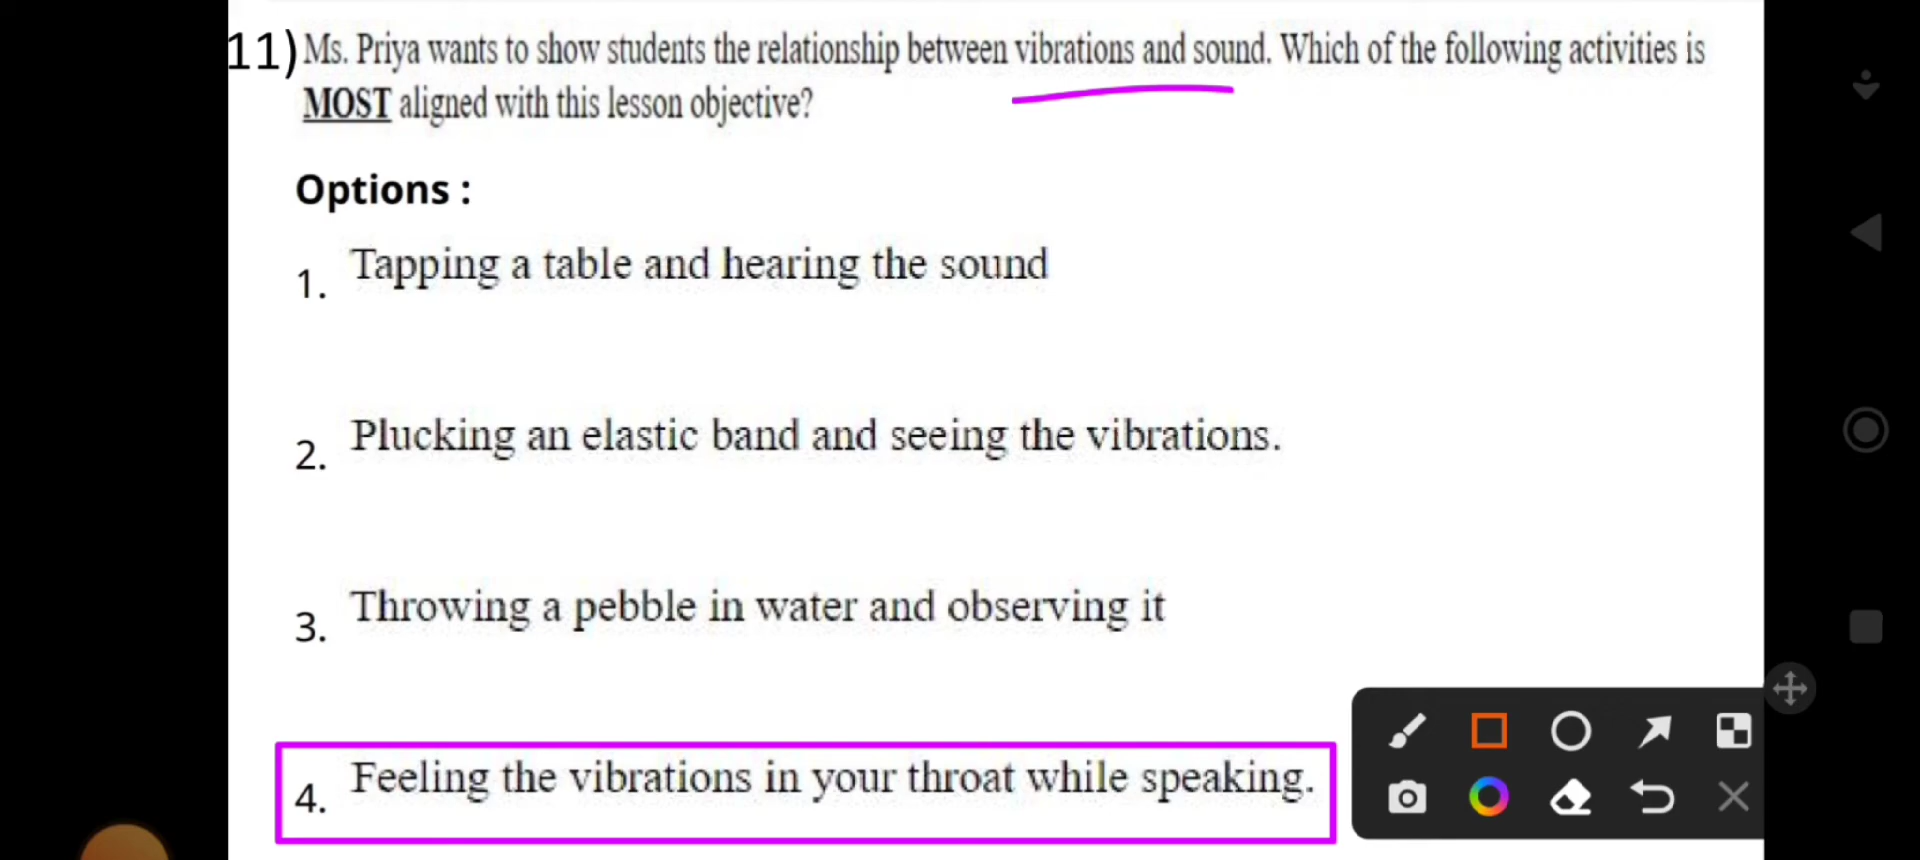 11) Ms. Priya wants to show students the relationship between vibrations and sound. Which of the following activities is
MOST aligned with this lesson objective?
Options :
1. Tapping a table and hearing the sound
2. Plucking an elastic band and seeing the vibrations.
3. Throwing a pebble in water and observing it
4. Feeling the vibrations in your throat while speaking.